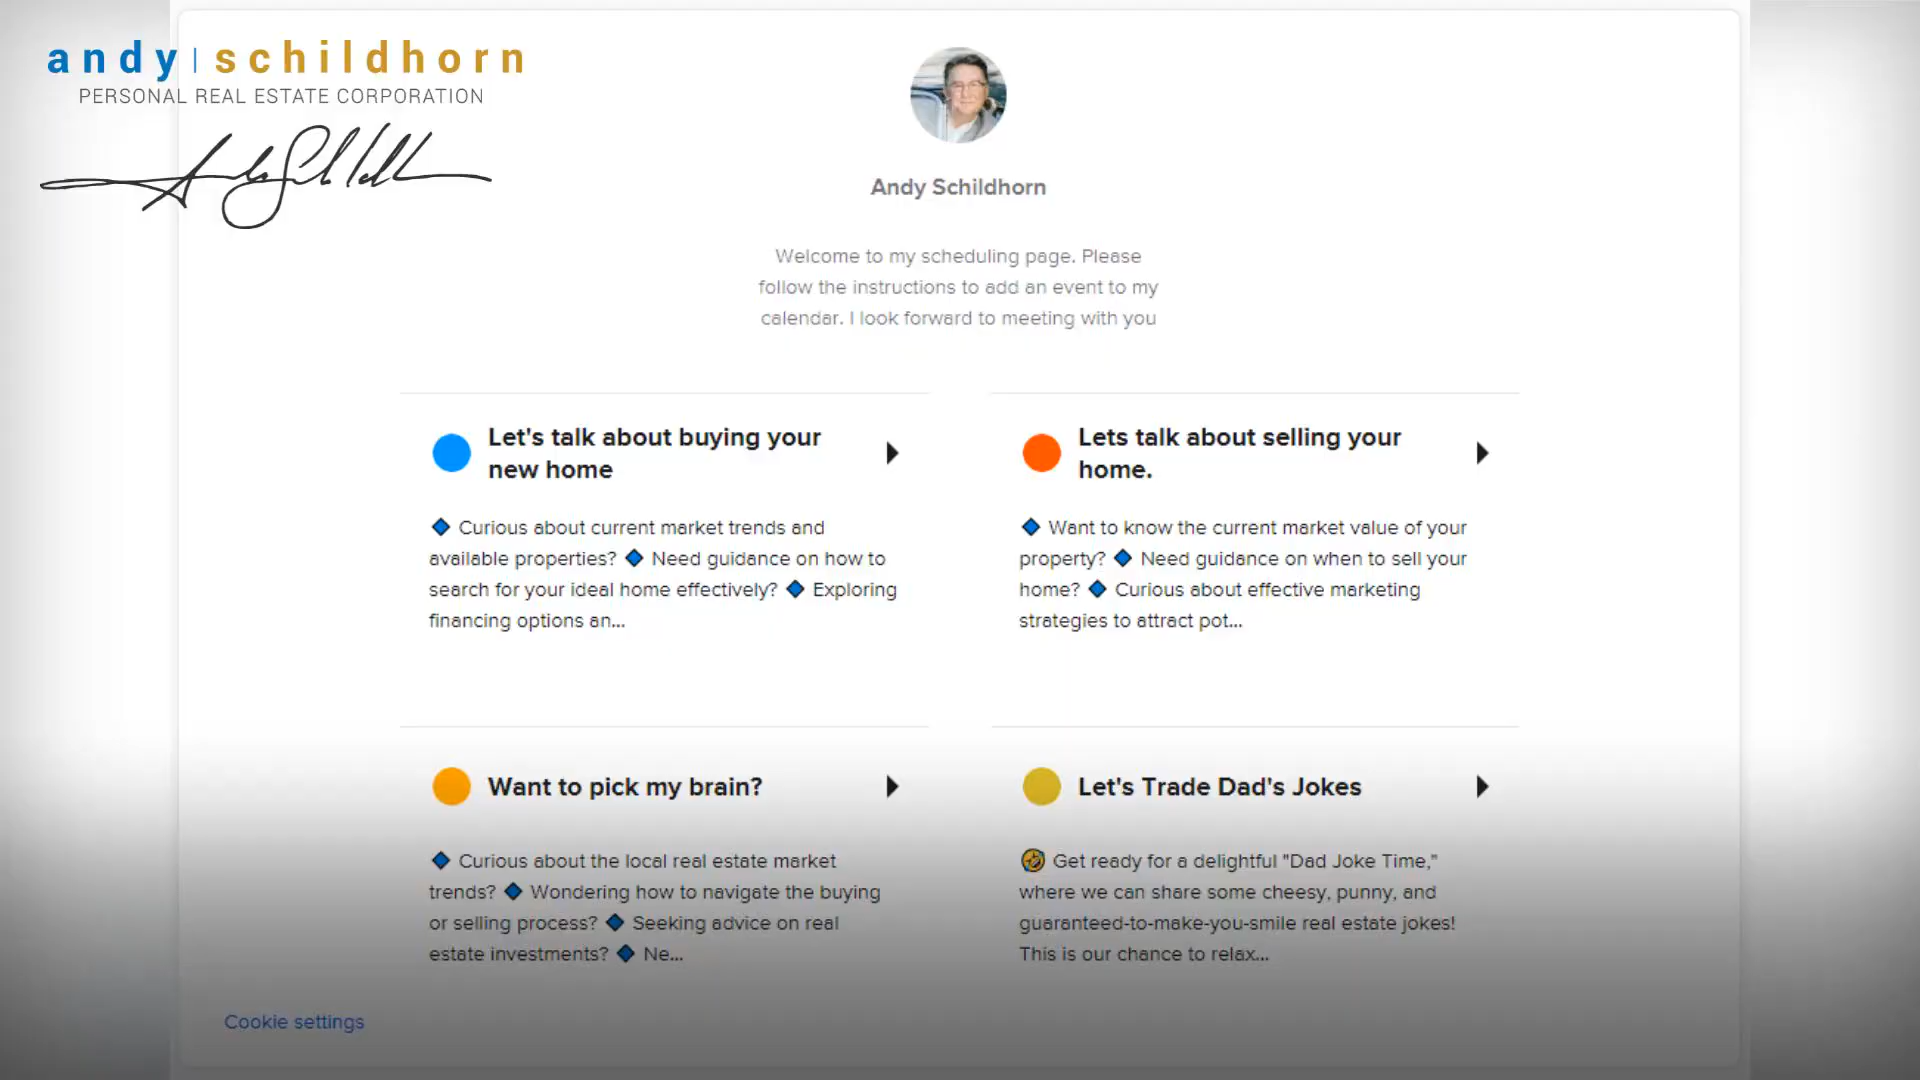 andy | schildhorn
PERSONAL REAL ESTATE CORPORATION
Andy Schildhorn
Welcome to my scheduling page. Please
follow the instructions to add an event to my
calendar. I look forward to meeting with you
Let's talk about buying your
new home
🔷 Curious about current market trends and
available properties? 🔷 Need guidance on how to
search for your ideal home effectively? 🔷 Exploring
financing options an...
Lets talk about selling your
home.
🔷 Want to know the current market value of your
property? 🔷 Need guidance on when to sell your
home? 🔷 Curious about effective marketing
strategies to attract pot...
Want to pick my brain?
🔷 Curious about the local real estate market
trends? 🔷 Wondering how to navigate the buying
or selling process? 🔷 Seeking advice on real
estate investments? 🔷 Ne...
Let's Trade Dad's Jokes
🤣 Get ready for a delightful "Dad Joke Time,"
where we can share some cheesy, punny, and
guaranteed-to-make-you-smile real estate jokes!
This is our chance to relax...
Cookie settings